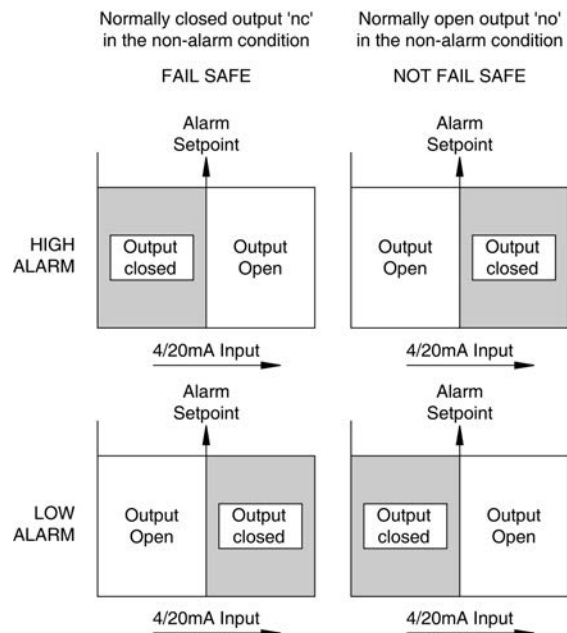 Normally closed output 'nc'
in the non-alarm condition
FAIL SAFE
Normally open output 'no'
in the non-alarm condition
NOT FAIL SAFE
HIGH
ALARM
Alarm
Setpoint
Output
closed
Output
Open
4/20mA Input
Alarm
Setpoint
Output
Open
Output
closed
4/20mA Input
LOW
ALARM
Alarm
Setpoint
Output
Open
Output
closed
4/20mA Input
Alarm
Setpoint
Output
closed
Output
Open
4/20mA Input